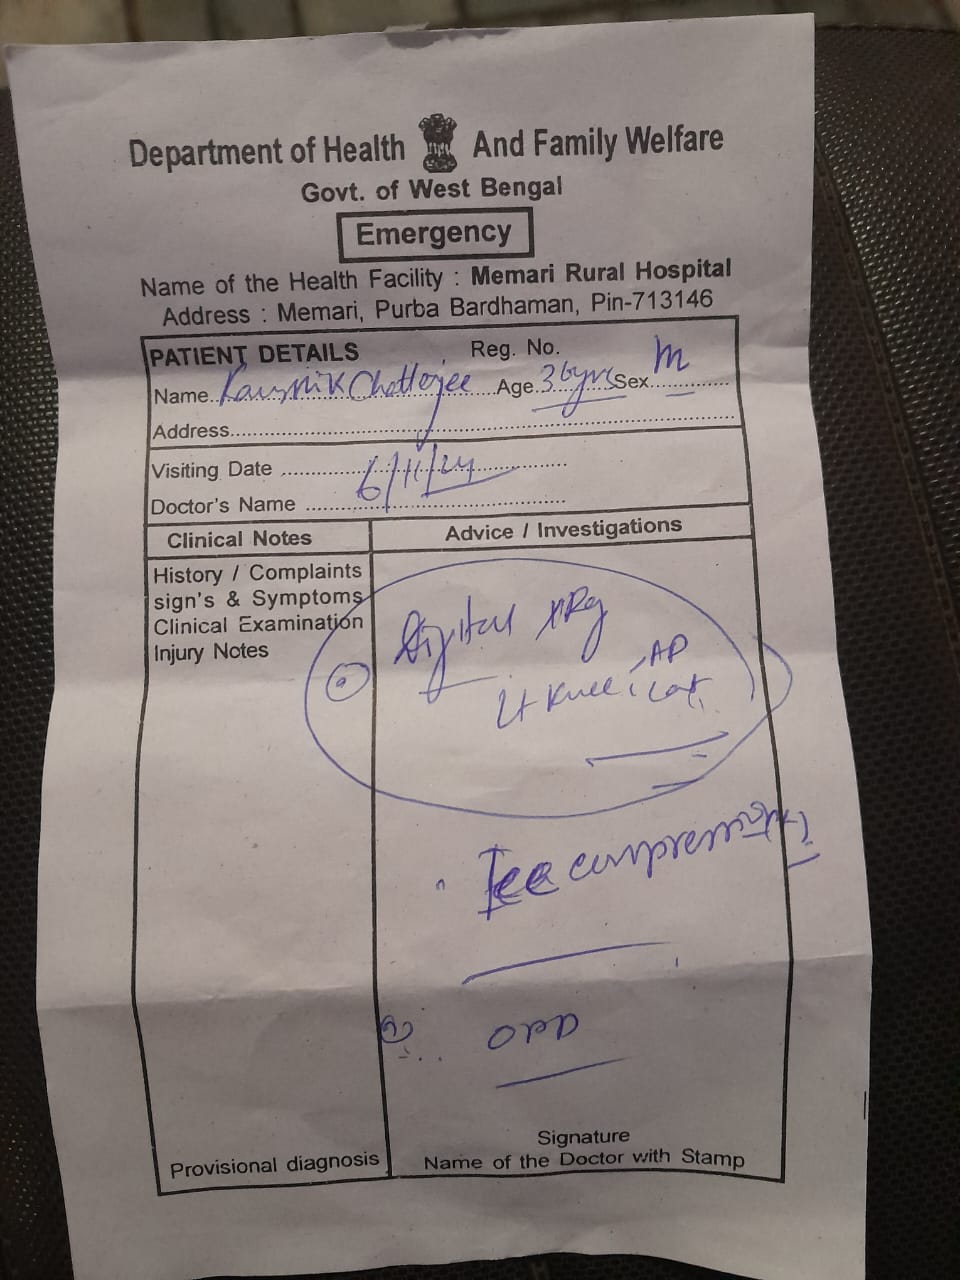 Department of Health And Family Welfare
Govt. of West Bengal
Emergency
Name of the Health Facility : Memari Rural Hospital
Address : Memari, Purba Bardhaman, Pin-713146
PATIENT DETAILS Reg. No.
Name Chatterjee Age 36yrs Sex M
Address
Visiting Date 6/11/24
Doctor's Name
Clinical Notes
Advice / Investigations
History / Complaints
sign's & Symptoms
Clinical Examination
Injury Notes
Digital XRy
Lt Knee AP
Lat
Ice compression
Provisional diagnosis
Signature
Name of the Doctor with Stamp